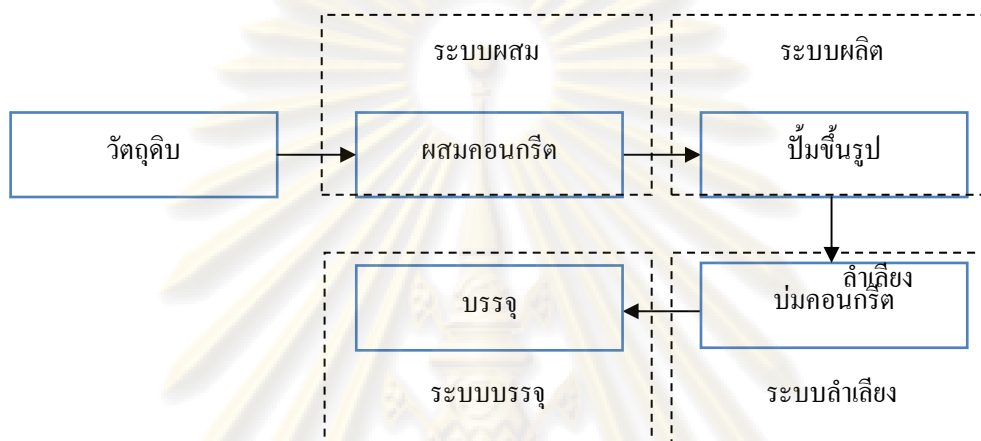 ระบบผสม
ระบบผลิต
วัตถุดิบ
ผสมคอนกรีต
ปั้มขึ้นรูป
ลำเลียง
บ่มคอนกรีต
บรรจุ
ระบบบรรจุ
ระบบลำเลียง